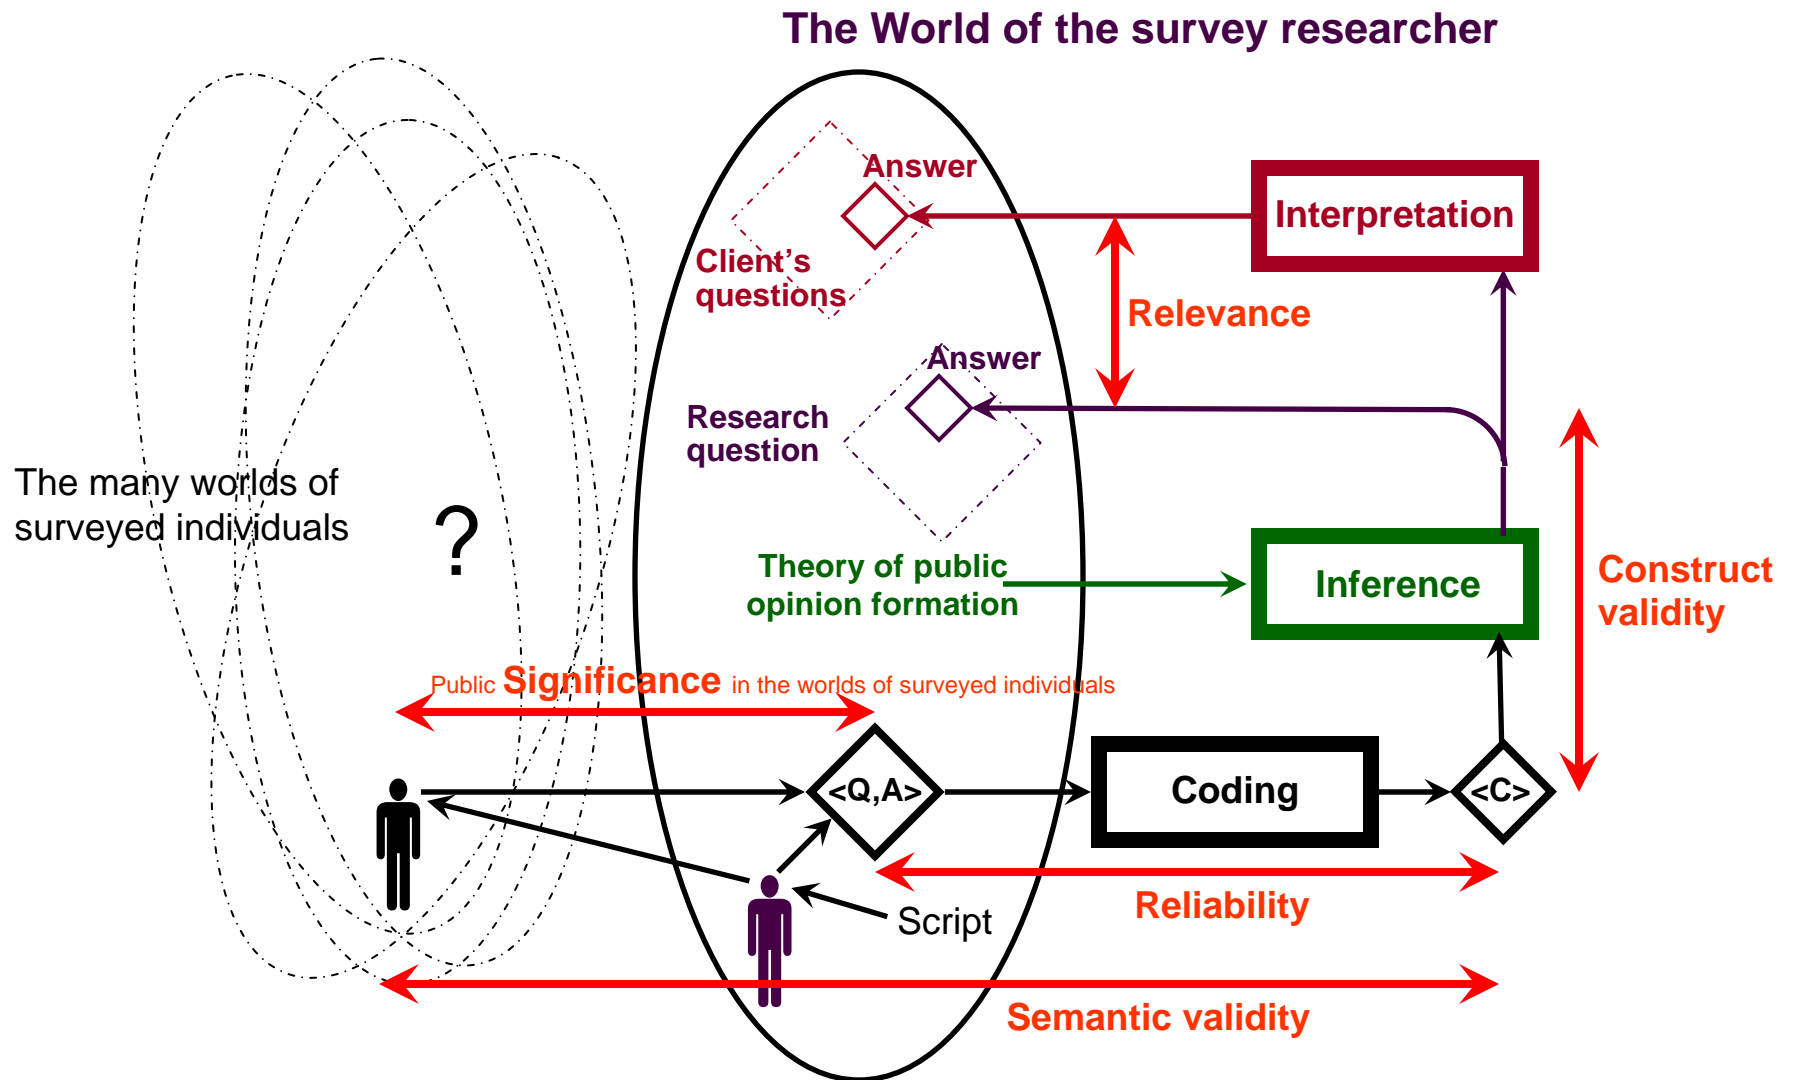 The World of the survey researcher
Answer
Interpretation
Client's
questions
Relevance
Answer
Research
question
The many worlds of
surveyed individuals
?
Theory of public
opinion formation
Inference
Construct
validity
Public Significance in the worlds of surveyed individuals
<Q,A>
Coding
<C>
Reliability
Script
Semantic validity